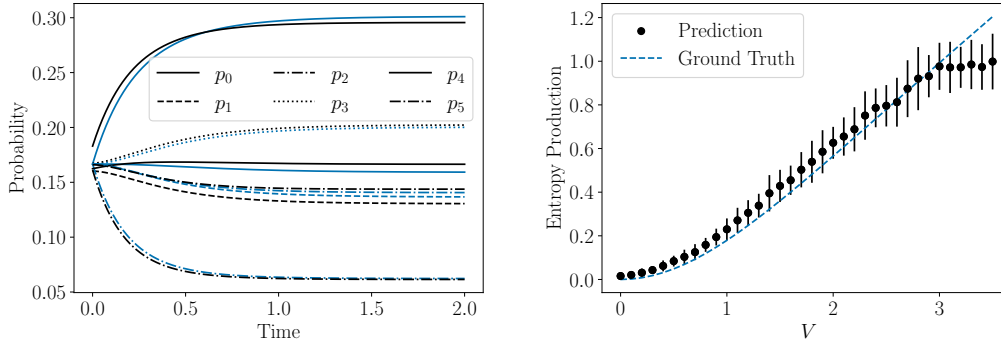 0.30
0.25
0.20
0.15
0.10
0.05
Probability
p0 p2 p4
p1 p3 p5
0.0 0.5 1.0 1.5 2.0
Time
1.2
1.0
0.8
0.6
0.4
0.2
0.0
Entropy Production
Prediction
Ground Truth
0 1 2 3
V